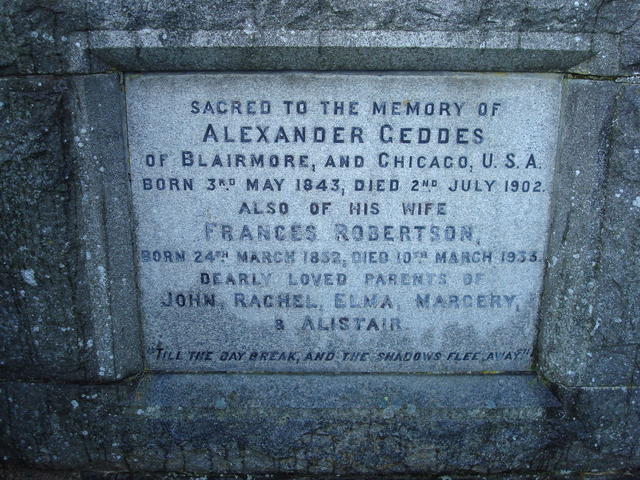 SACRED TO THE MEMORY OF
ALEXANDER GEDDES
OF BLAIRMORE, AND CHICAGO, U.S.A.
BORN 3RD MAY 1843, DIED 2ND JULY 1902.
ALSO OF HIS WIFE
FRANCES ROBERTSON,
BORN 24TH MARCH 1852, DIED 10TH MARCH 1933.
DEARLY LOVED PARENTS OF
JOHN, RACHEL, ELMA, MARGERY,
& ALISTAIR.
"TILL THE DAY BREAK, AND THE SHADOWS FLEE AWAY"